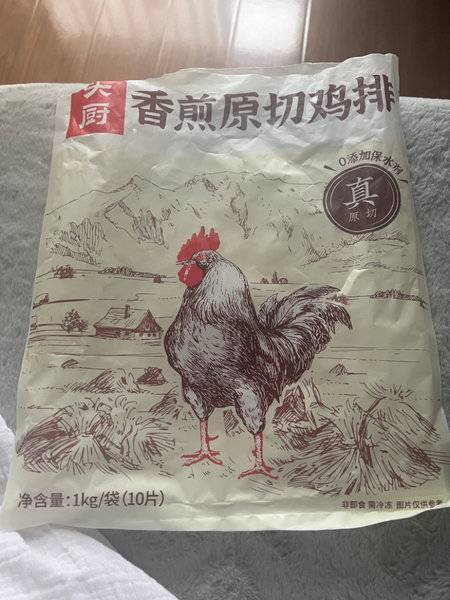 大厨
香煎原切鸡排
0添加保水剂
真
原切
净含量:1kg/袋(10片)
非即食 需冷冻 图片仅供参考